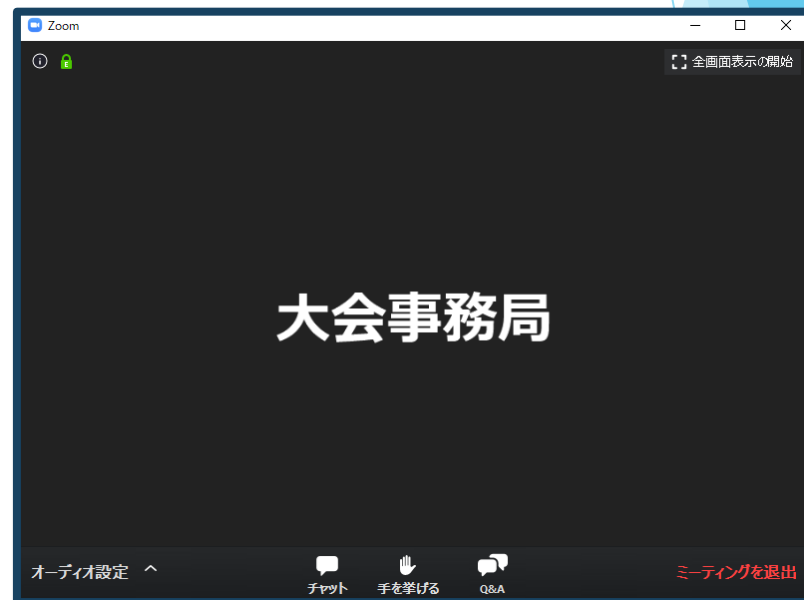 Zoom
全画面表示の開始
大会事務局
オーディオ設定
チャット
手を挙げる
Q&A
ミーティングを退出